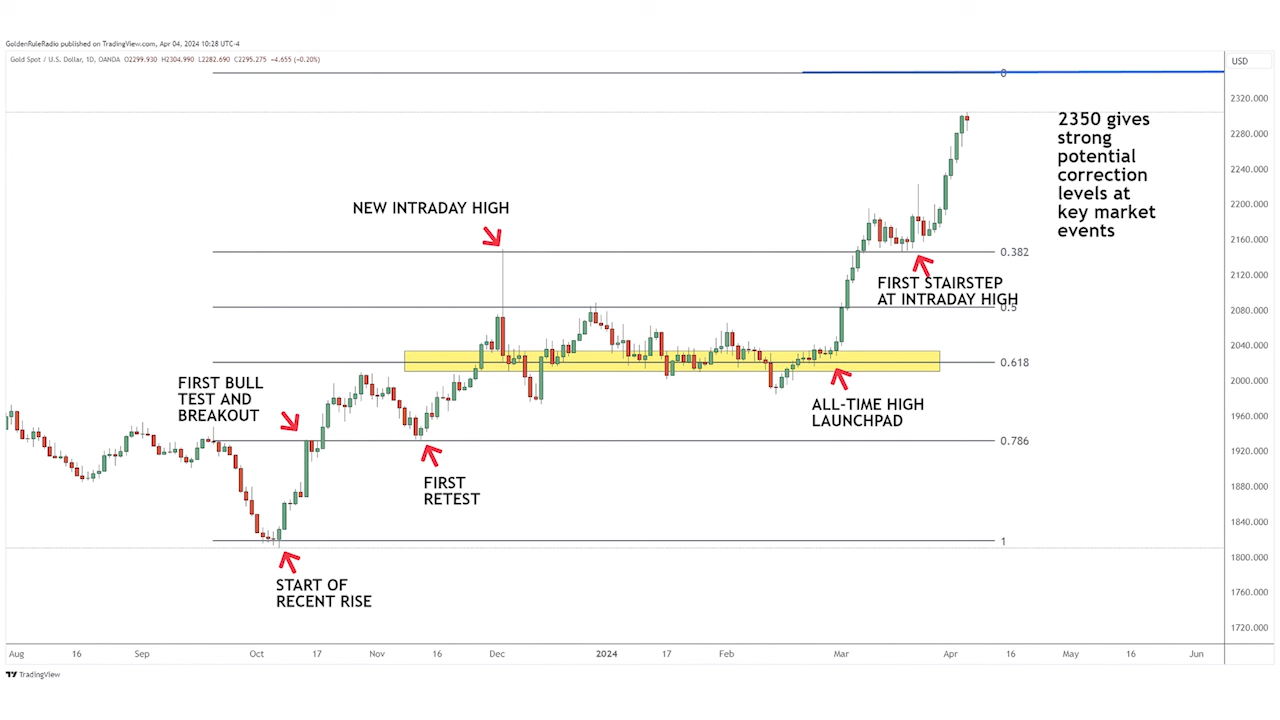 GoldenRuleRadio published on TradingView.com, Apr 04, 2024 10:28 UTC-4
Gold Spot / U.S. Dollar, 1D, OANDA O2299.930 H2304.990 L2282.690 C2295.275 −4.655 (−0.20%)
USD
0
2320.000
2350 gives
strong
potential
correction
levels at
key market
events
2280.000
2240.000
2200.000
2160.000
2120.000
2080.000
2040.000
2000.000
1960.000
1920.000
1880.000
1840.000
1800.000
1760.000
1720.000
NEW INTRADAY HIGH
0.382
FIRST STAIRSTEP
AT INTRADAY HIGH
0.5
0.618
FIRST BULL
TEST AND
BREAKOUT
ALL-TIME HIGH
LAUNCHPAD
0.786
FIRST
RETEST
1
START OF
RECENT RISE
Aug 16 Sep Oct 17 Nov 16 Dec 2024 17 Feb Mar Apr 16 May 16 Jun
TradingView